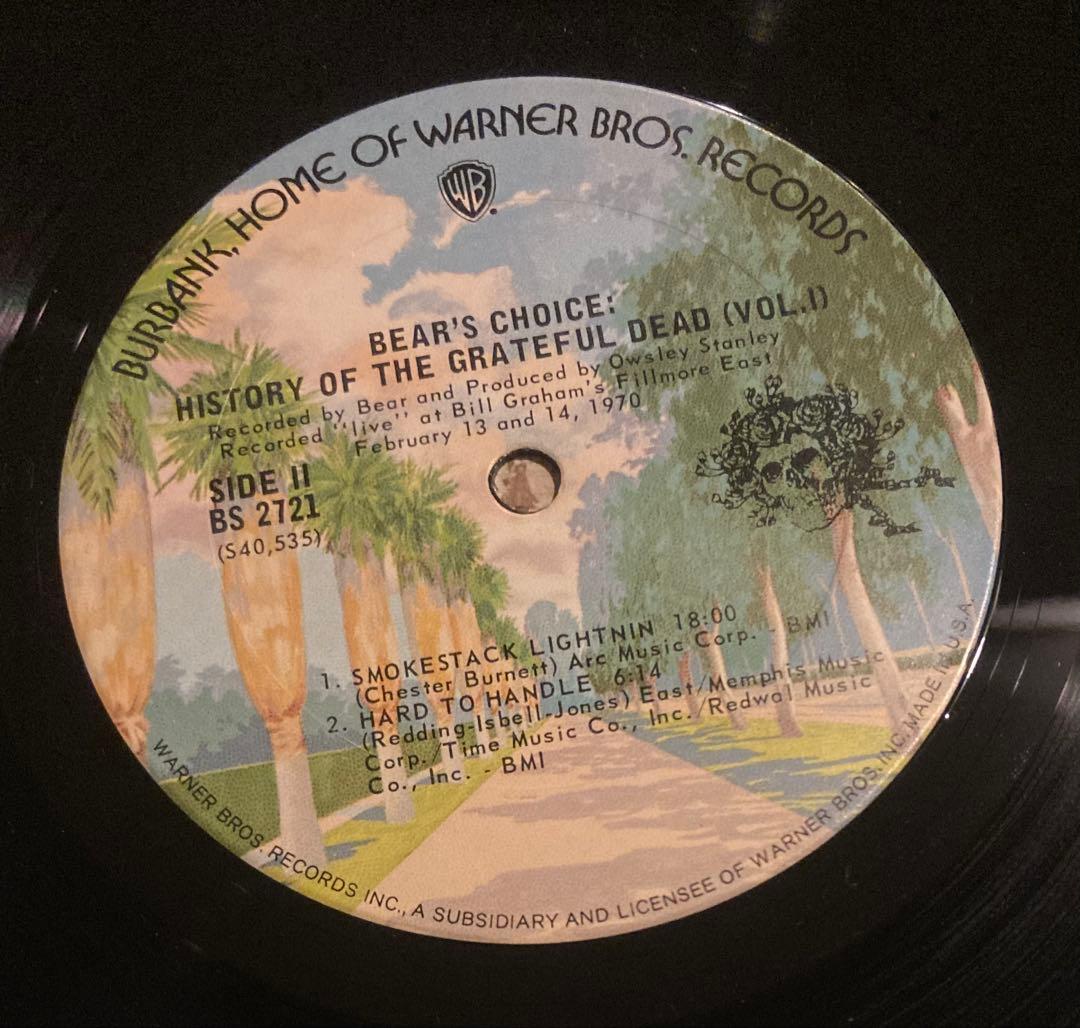 BURBANK, HOME OF WARNER BROS. RECORDS
WB
BEAR'S CHOICE:
HISTORY OF THE GRATEFUL DEAD (VOL.I)
Recorded by Bear and Produced by Owsley Stanley
Recorded "live" at Bill Graham's Fillmore East
February 13 and 14, 1970
SIDE II
BS 2721
(S40,535)
1. SMOKESTACK LIGHTNIN 18:00
(Chester Burnett) Arc Music Corp. - BMI
2. HARD TO HANDLE 6:14
(Redding-Isbell-Jones) East/Memphis Music
Corp./Time Music Co., Inc./Redwal Music
Co., Inc. - BMI
WARNER BROS. RECORDS INC., A SUBSIDIARY AND LICENSEE OF WARNER BROS. INC. MADE IN U.S.A.